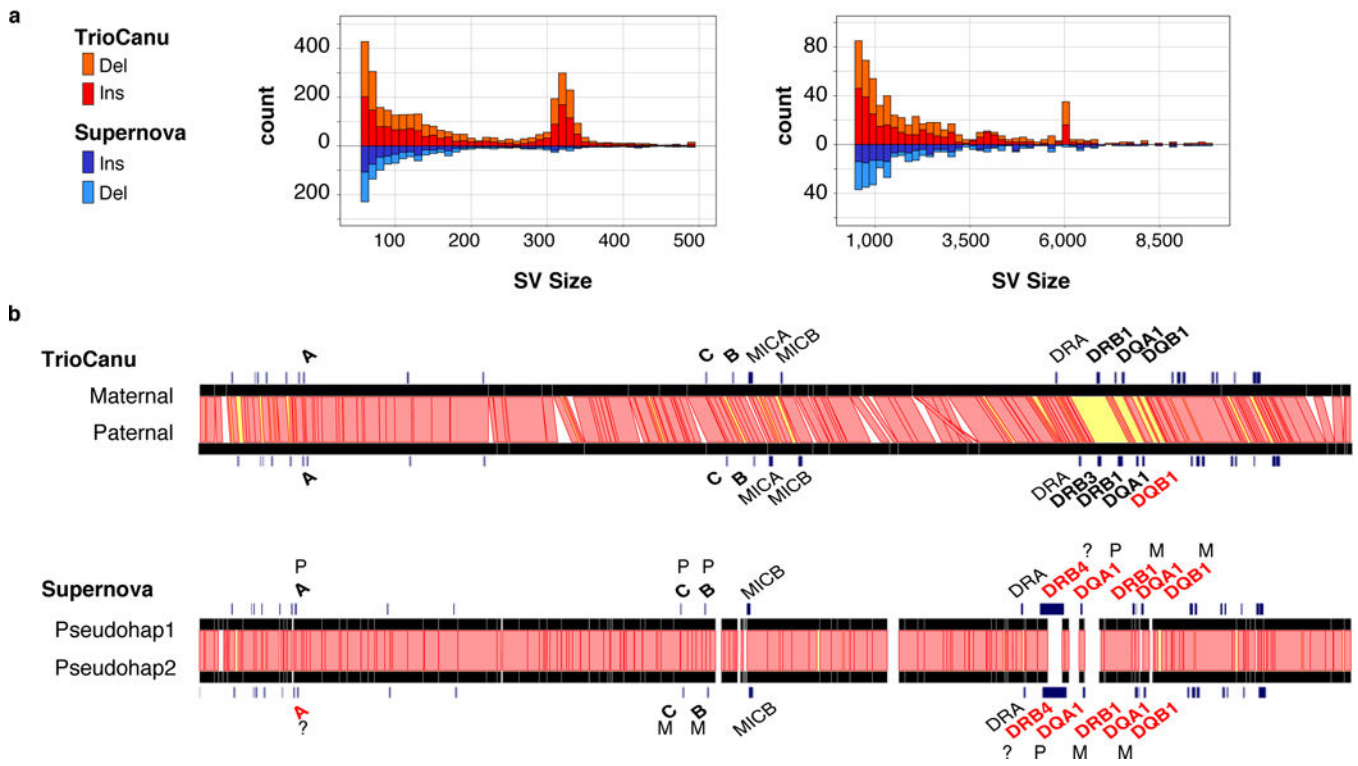 a
TrioCanu
Del
Ins
Supernova
Ins
Del
count
400
200
0
200
100
200
300
400
500
SV Size
count
80
40
0
40
1,000
3,500
6,000
8,500
SV Size
b
TrioCanu
A
C
B
MICA
MICB
DRA
DRB1
DQA1
DQB1
Maternal
Paternal
A
C
B
MICA
MICB
DRA
DRB3
DRB1
DQA1
DQB1
? P M M
P P P
Supernova
A
C
B
MICB
DRA
DRB4
DQA1
DRB1
DQA1
DQB1
Pseudohap1
Pseudohap2
A
C
B
MICB
DRA
DRB4
DQA1
DRB1
DQA1
DQB1
? M M
? P M M